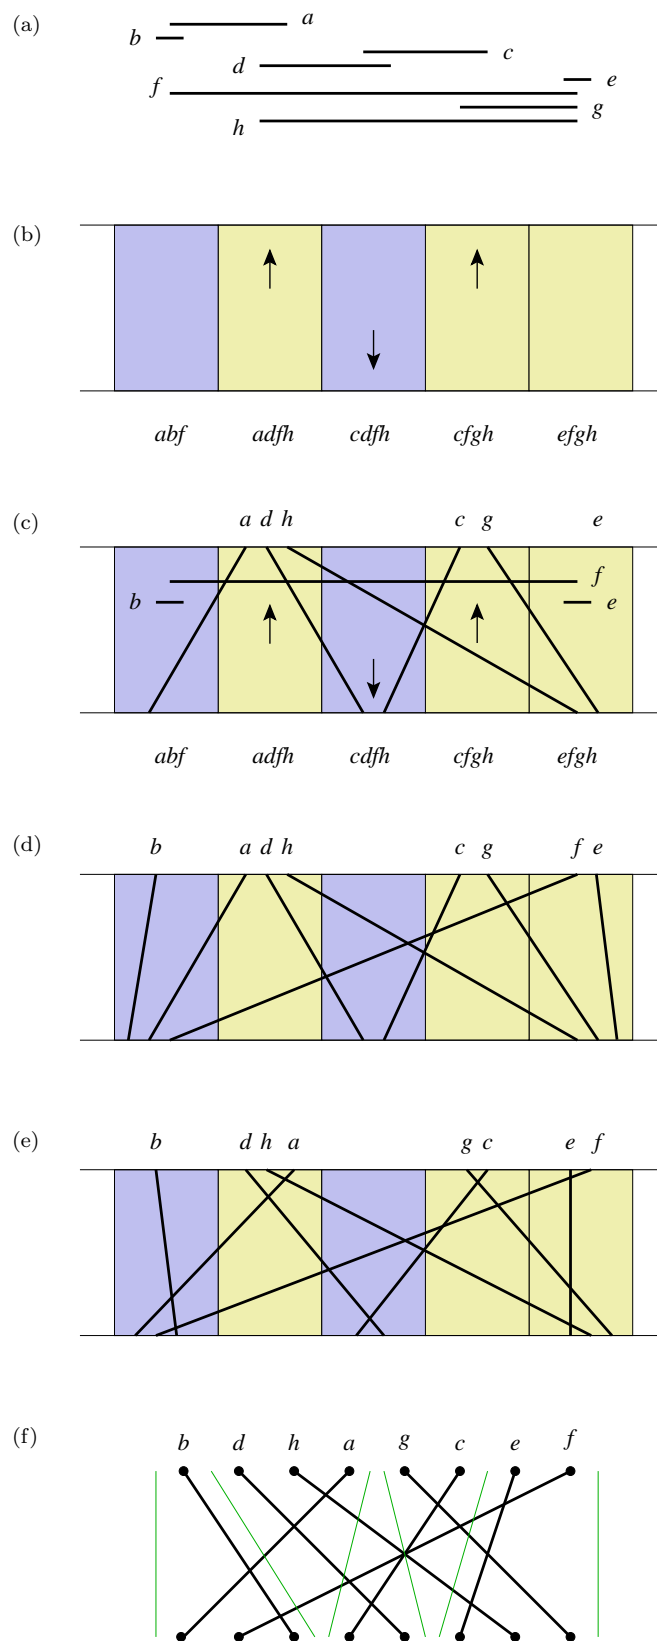 (a)
a
b
c
d
e
f
g
h
(b)
abf adfh cdfh cfgh efgh
(c)
a d h c g e
f
b e
abf adfh cdfh cfgh efgh
(d)
b a d h c g f e
(e)
b d h a g c e f
(f)
b d h a g c e f